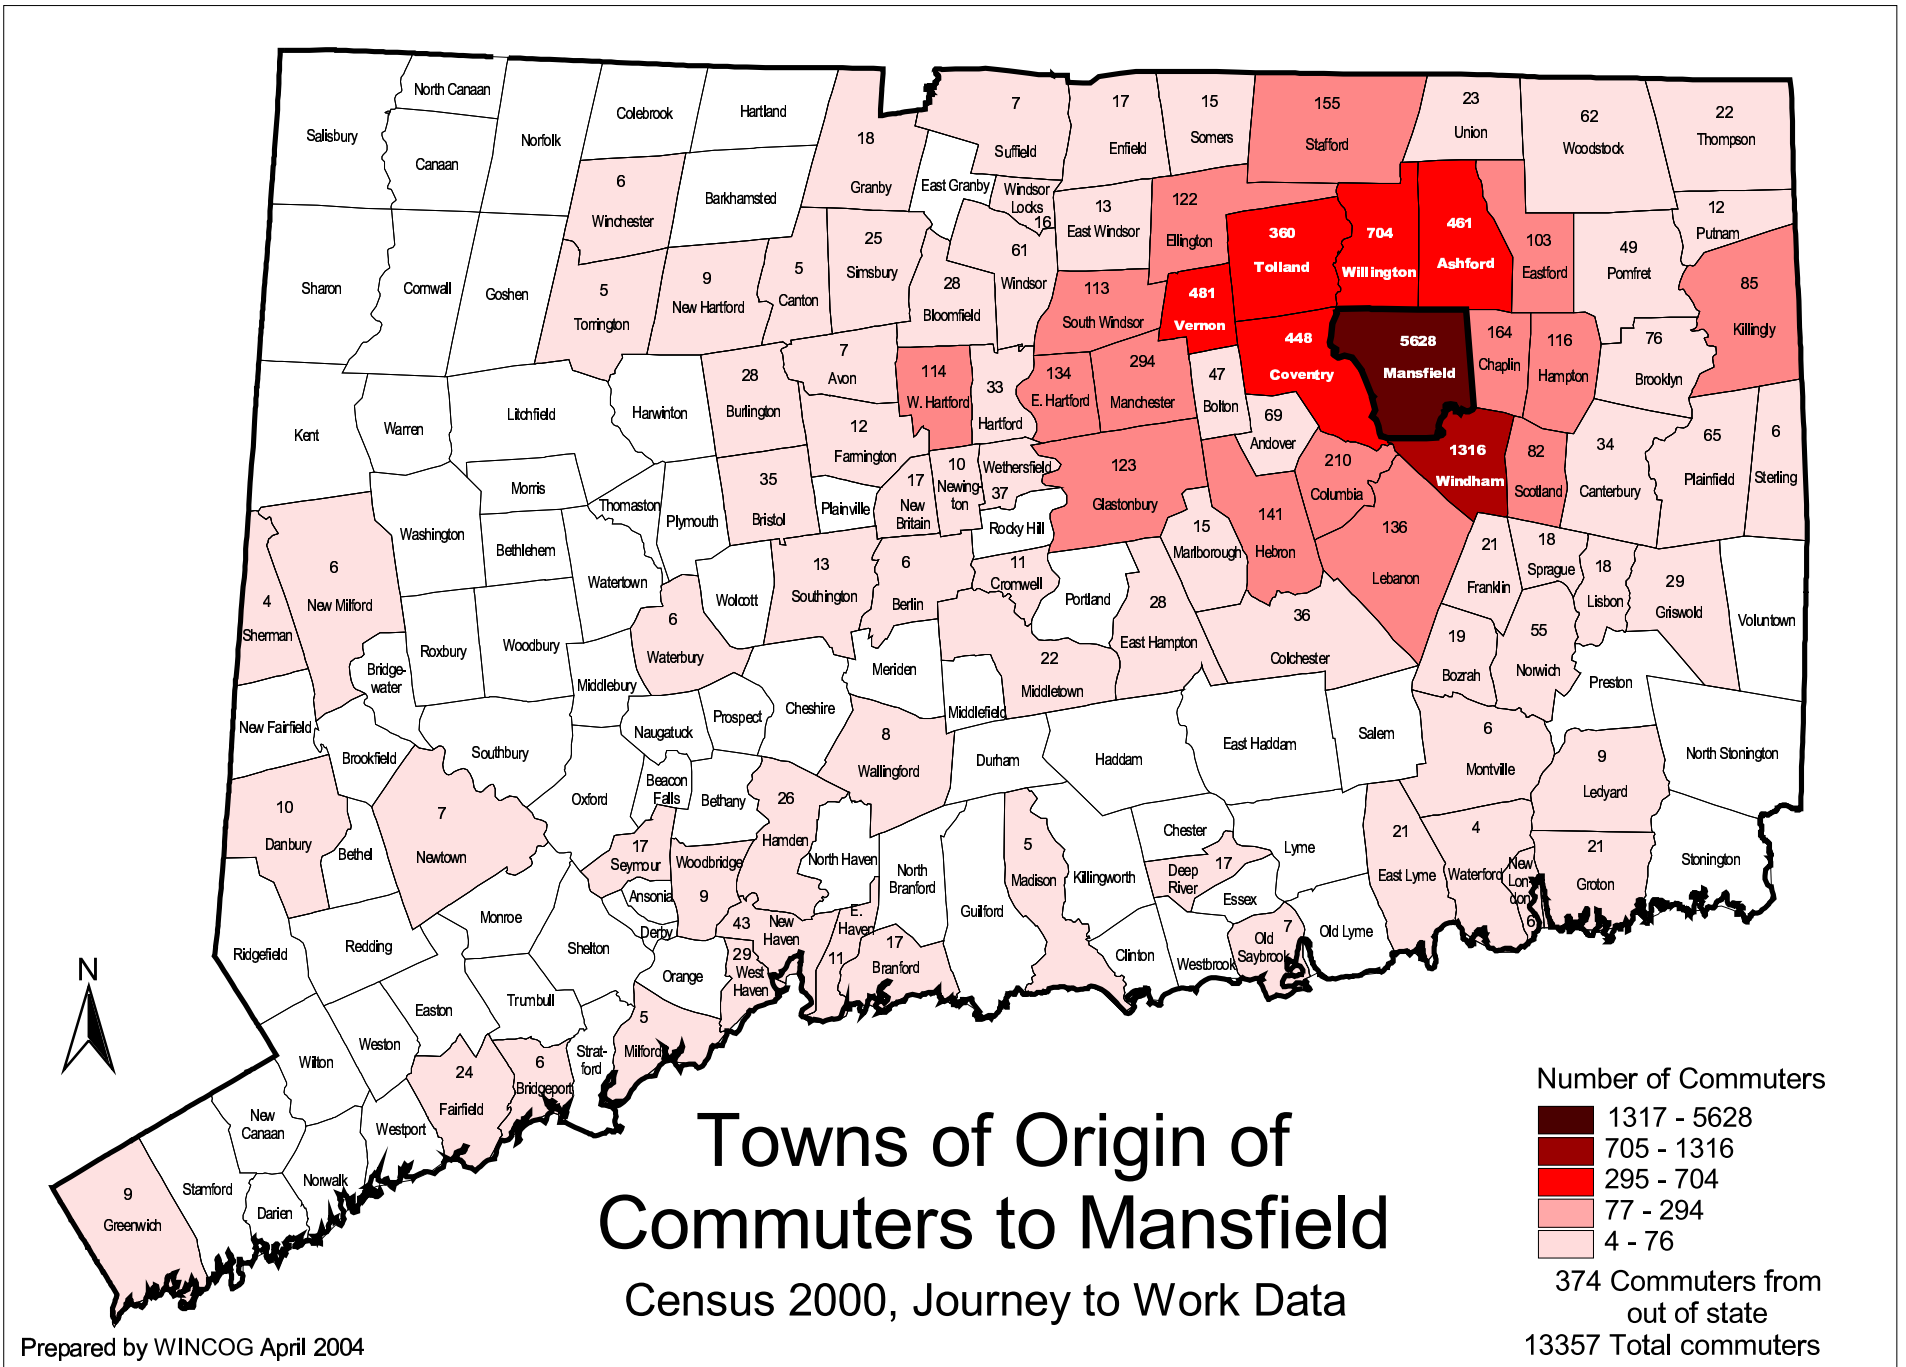 North Canaan
Salisbury
Canaan
Norfolk
Colebrook
Hartland
18
Granby
7
Suffield
17
Enfield
15
Somers
155
Stafford
23
Union
62
Woodstock
22
Thompson
6
Winchester
Barkhamsted
East Granby
Windsor
Locks
16
13
East Windsor
122
Ellington
360
Tolland
704
Willington
461
Ashford
103
Eastford
49
Pomfret
12
Putnam
Sharon
Cornwall
Goshen
5
Torrington
9
New Hartford
5
Canton
25
Simsbury
28
Bloomfield
61
Windsor
113
South Windsor
481
Vernon
448
Coventry
5628
Mansfield
164
Chaplin
116
Hampton
76
Brooklyn
85
Killingly
Kent
Warren
Litchfield
Harwinton
28
Burlington
7
Avon
12
Farmington
114
W. Hartford
33
Hartford
134
E. Hartford
294
Manchester
47
Bolton
69
Andover
1316
Windham
82
Scotland
34
Canterbury
65
Plainfield
6
Sterling
Morris
Washington
Bethlehem
Thomaston
Plymouth
35
Bristol
Plainville
17
New
Britain
10
Newing-
ton
Wethersfield
37
Rocky Hill
123
Glastonbury
15
Marlborough
141
Hebron
210
Columbia
136
Lebanon
21
Franklin
18
Sprague
18
Lisbon
29
Griswold
Voluntown
4
Sherman
6
New Milford
Watertown
Wolcott
13
Southington
6
Berlin
11
Cromwell
Portland
28
East Hampton
36
Colchester
19
Bozrah
55
Norwich
Preston
Bridge-
water
Roxbury
Woodbury
6
Waterbury
Middlebury
Meriden
22
Middletown
Middlefield
New Fairfield
Brookfield
Southbury
Naugatuck
Prospect
Cheshire
8
Wallingford
Durham
Haddam
East Haddam
Salem
6
Montville
9
Ledyard
North Stonington
10
Danbury
Bethel
7
Newtown
Oxford
Beacon
Falls
Bethany
26
Hamden
North Haven
North
Branford
Guilford
5
Madison
Killingworth
Chester
17
Deep
River
Essex
Lyme
21
East Lyme
4
Waterford
New
Lon-
don
6
21
Groton
Stonington
17
Seymour
Woodbridge
9
Ansonia
Derby
43
New
Haven
E.
Haven
11
17
Branford
Clinton
Westbrook
7
Old
Saybrook
Old Lyme
Ridgefield
Redding
Monroe
Shelton
Orange
29
West
Haven
Easton
Trumbull
5
Milford
Wilton
Weston
24
Fairfield
6
Bridgeport
Strat-
ford
New
Canaan
Westport
Norwalk
Stamford
Darien
9
Greenwich
N
Towns of Origin of
Commuters to Mansfield
Census 2000, Journey to Work Data
Number of Commuters
1317 - 5628
705 - 1316
295 - 704
77 - 294
4 - 76
374 Commuters from
out of state
13357 Total commuters
Prepared by WINCOG April 2004